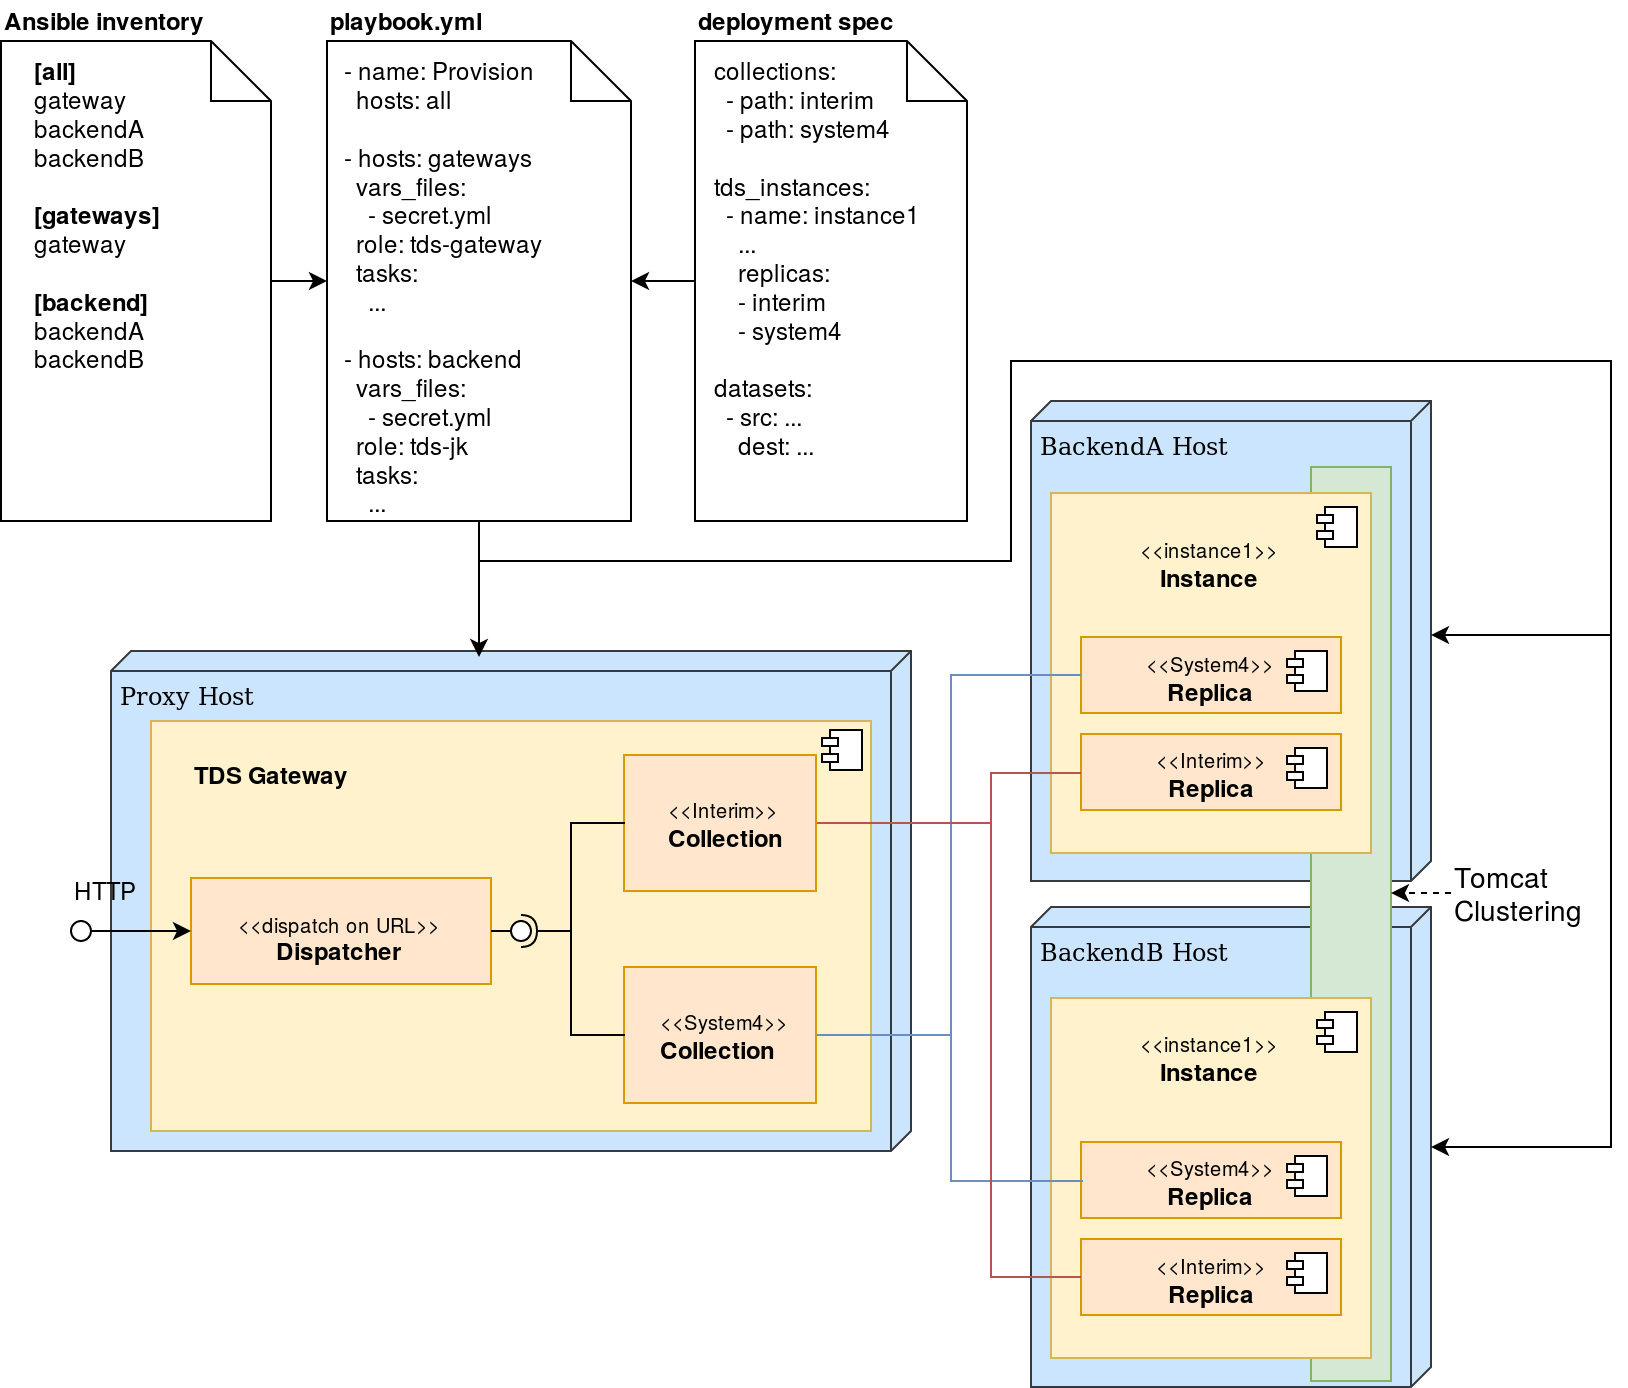 Ansible inventory
[all]
gateway
backendA
backendB
[gateways]
gateway
[backend]
backendA
backendB
playbook.yml
- name: Provision
hosts: all
- hosts: gateways
vars_files:
- secret.yml
role: tds-gateway
tasks:
...
- hosts: backend
vars_files:
- secret.yml
role: tds-jk
tasks:
...
deployment spec
collections:
- path: interim
- path: system4
tds_instances:
- name: instance1
...
replicas:
- interim
- system4
datasets:
- src: ...
dest: ...
Proxy Host
TDS Gateway
HTTP
<<dispatch on URL>>
Dispatcher
<<Interim>>
Collection
<<System4>>
Collection
BackendA Host
<<instance1>>
Instance
<<System4>>
Replica
<<Interim>>
Replica
Tomcat
Clustering
BackendB Host
<<instance1>>
Instance
<<System4>>
Replica
<<Interim>>
Replica